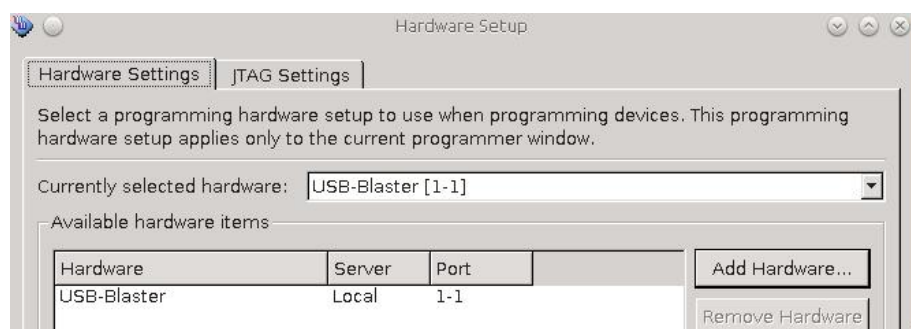 Hardware Setup
Hardware Settings JTAG Settings
Select a programming hardware setup to use when programming devices. This programming
hardware setup applies only to the current programmer window.
Currently selected hardware: USB-Blaster [1-1]
Available hardware items
Hardware Server Port Add Hardware...
USB-Blaster Local 1-1
Remove Hardware